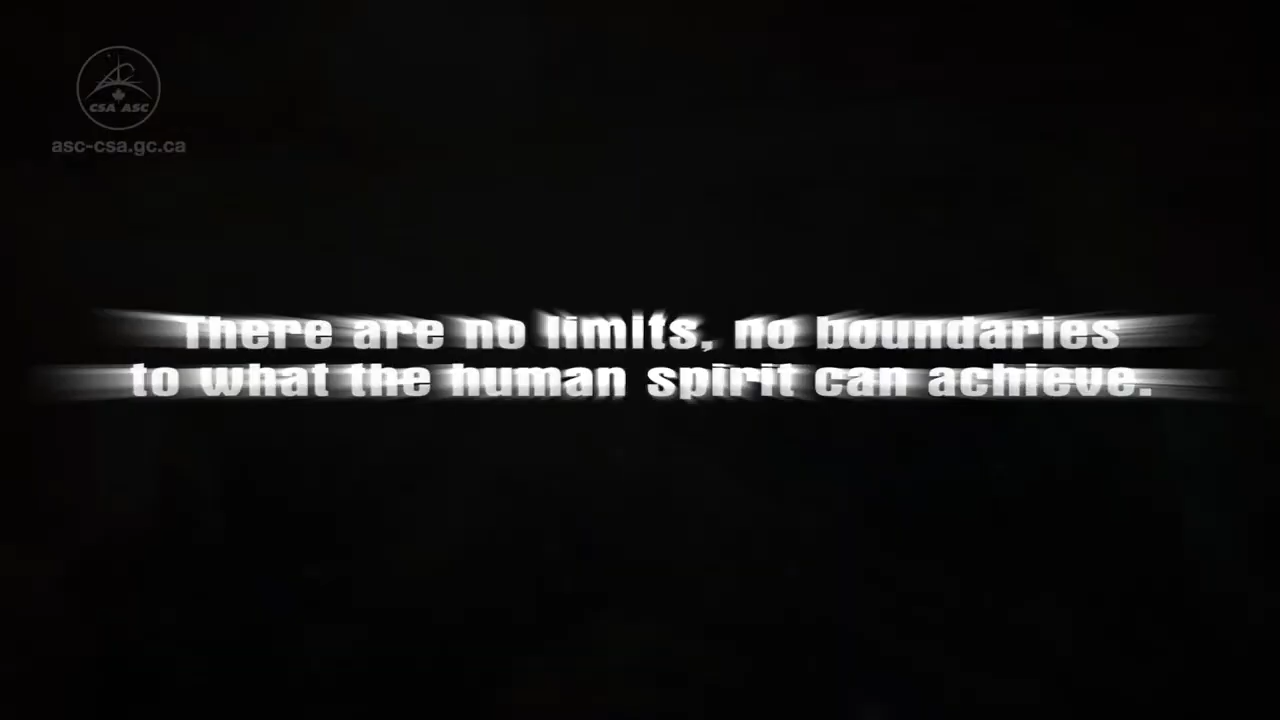 CSA ASC
asc-csa.gc.ca
There are no limits, no boundaries
to what the human spirit can achieve.